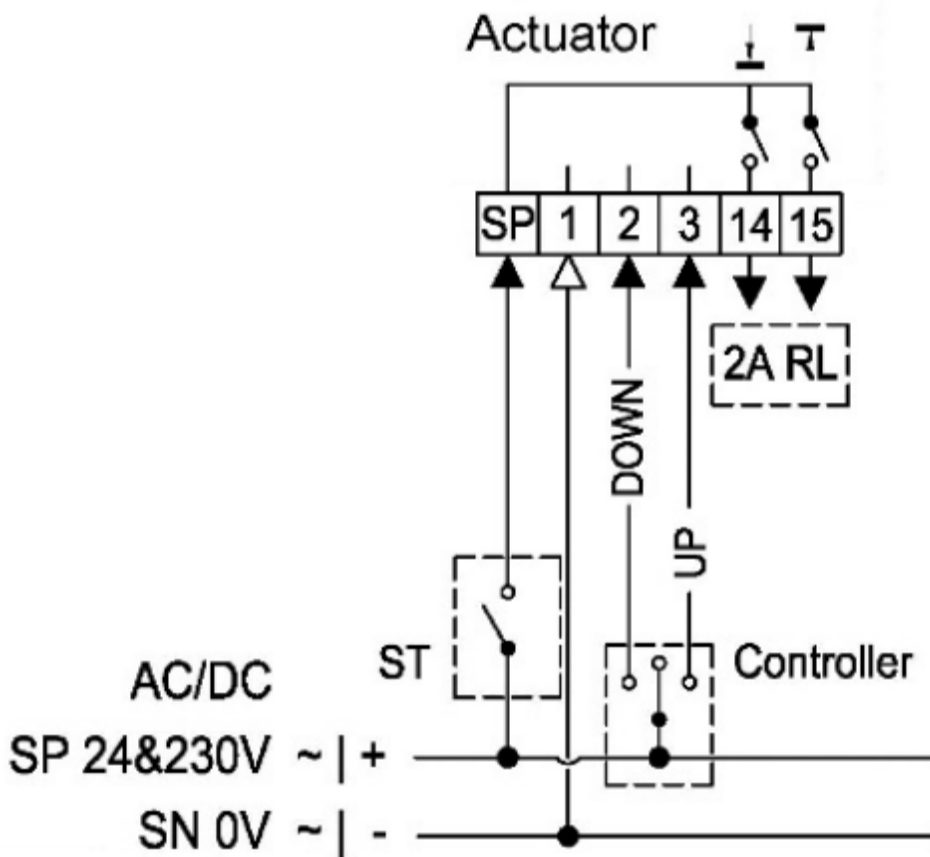 Actuator
SP 1 2 3 14 15
2A RL
DOWN
UP
ST
Controller
AC/DC
SP 24&230V ~ | +
SN 0V ~ | -